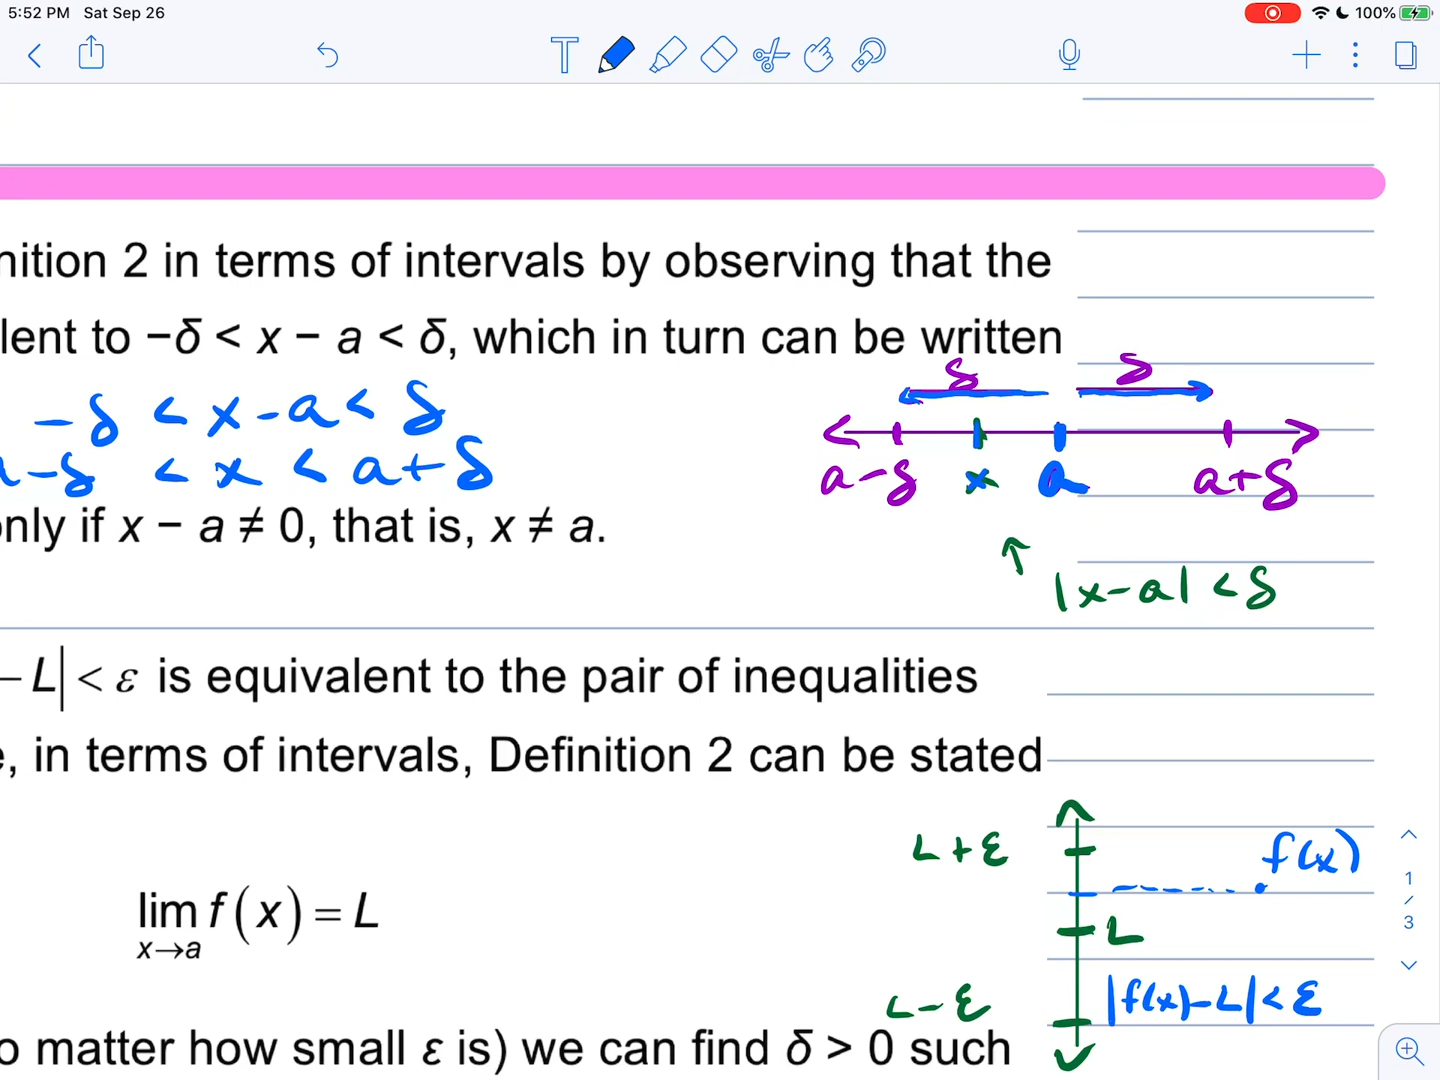 5:52 PM Sat Sep 26 100%
T
nition 2 in terms of intervals by observing that the
lent to −δ < x − a < δ, which in turn can be written
δ δ
−δ < x − a < δ
−δ < x < a + δ
a − δ x a a + δ
only if x − a ≠ 0, that is, x ≠ a.
|x − a| < δ
− L| < ε is equivalent to the pair of inequalities
, in terms of intervals, Definition 2 can be stated
L + ε f(x)
1
/
3
lim f(x) = L
x→a
L
L − ε |f(x) − L| < ε
o matter how small ε is) we can find δ > 0 such